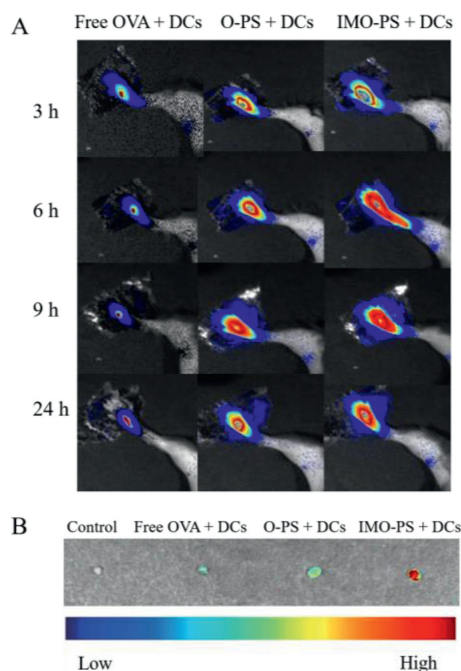 A
Free OVA + DCs O-PS + DCs IMO-PS + DCs
3 h
6 h
9 h
24 h
B
Control Free OVA + DCs O-PS + DCs IMO-PS + DCs
Low High